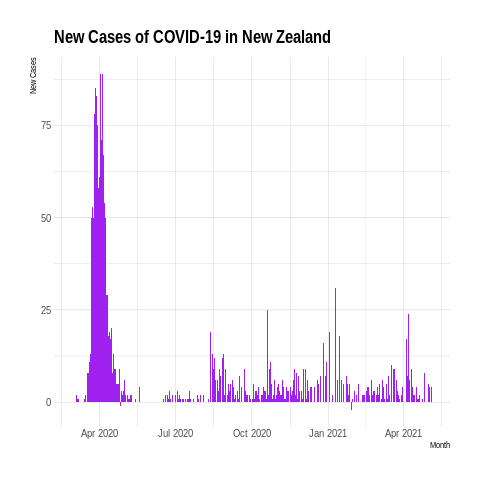 New Cases of COVID-19 in New Zealand
New Cases
75
50
25
0
Apr 2020 Jul 2020 Oct 2020 Jan 2021 Apr 2021
Month